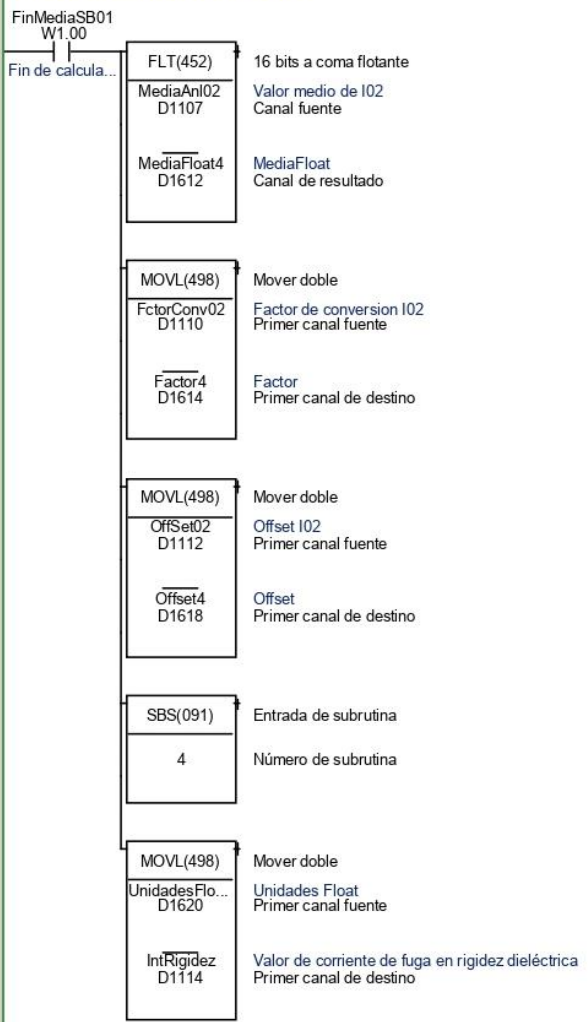 FinMediaSB01
W1.00
Fin de calcula...
FLT(452)
16 bits a coma flotante
MediaAnI02
Valor medio de I02
D1107
Canal fuente
MediaFloat4
MediaFloat
D1612
Canal de resultado
MOVL(498)
Mover doble
FctorConv02
Factor de conversion I02
D1110
Primer canal fuente
Factor4
Factor
D1614
Primer canal de destino
MOVL(498)
Mover doble
OffSet02
Offset I02
D1112
Primer canal fuente
Offset4
Offset
D1618
Primer canal de destino
SBS(091)
Entrada de subrutina
4
Número de subrutina
MOVL(498)
Mover doble
UnidadesFlo...
Unidades Float
D1620
Primer canal fuente
IntRigidez
Valor de corriente de fuga en rigidez dieléctrica
D1114
Primer canal de destino